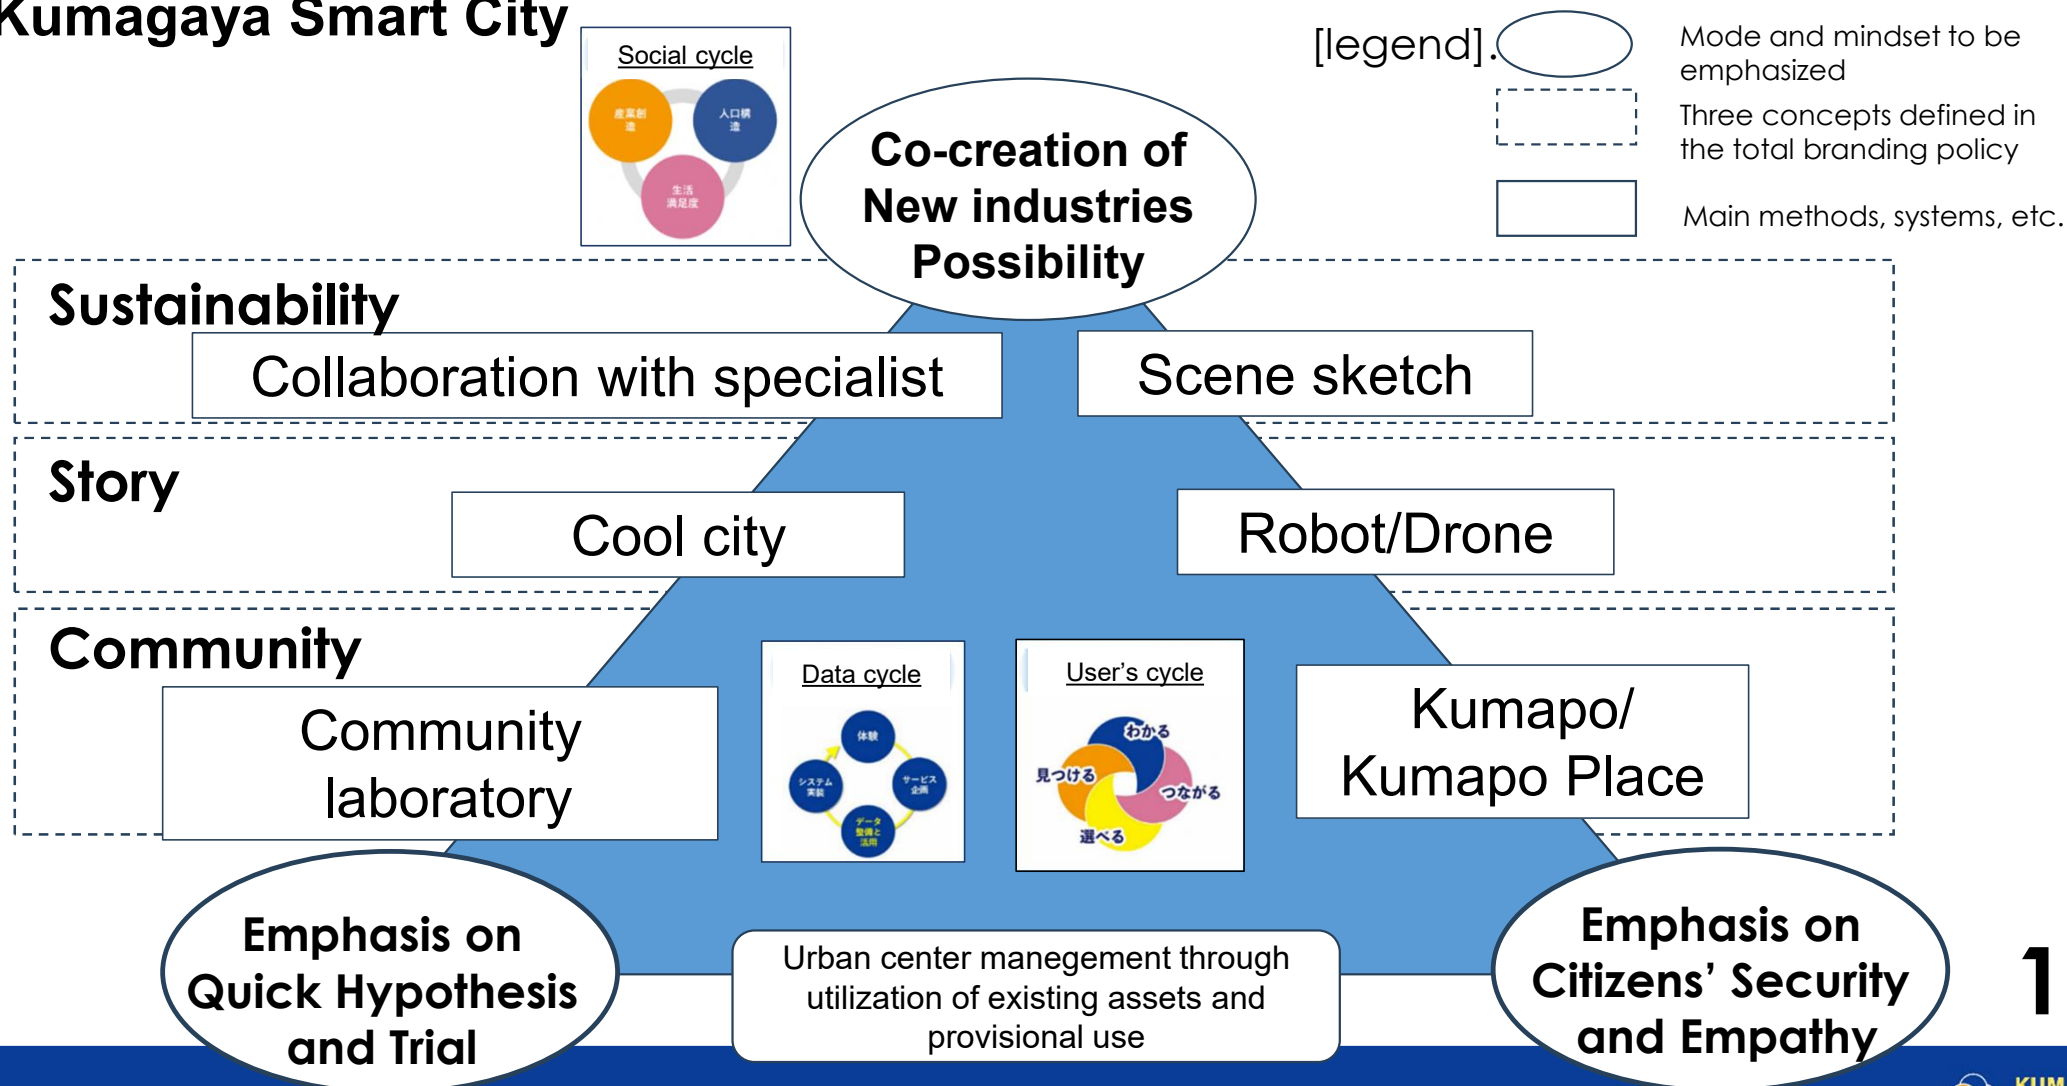 Kumagaya Smart City
Social cycle
産業創
造
人口構
造
生活
満足度
[legend].
Mode and mindset to be
emphasized
Three concepts defined in
the total branding policy
Main methods, systems, etc.
Co-creation of
New industries
Possibility
Sustainability
Collaboration with specialist
Scene sketch
Story
Cool city
Robot/Drone
Community
Community
laboratory
Data cycle
体験
サービス
企画
データ
整備と
活用
システム
実装
User's cycle
わかる
つながる
選べる
見つける
Kumapo/
Kumapo Place
Emphasis on
Quick Hypothesis
and Trial
Urban center manegement through
utilization of existing assets and
provisional use
Emphasis on
Citizens’ Security
and Empathy
1